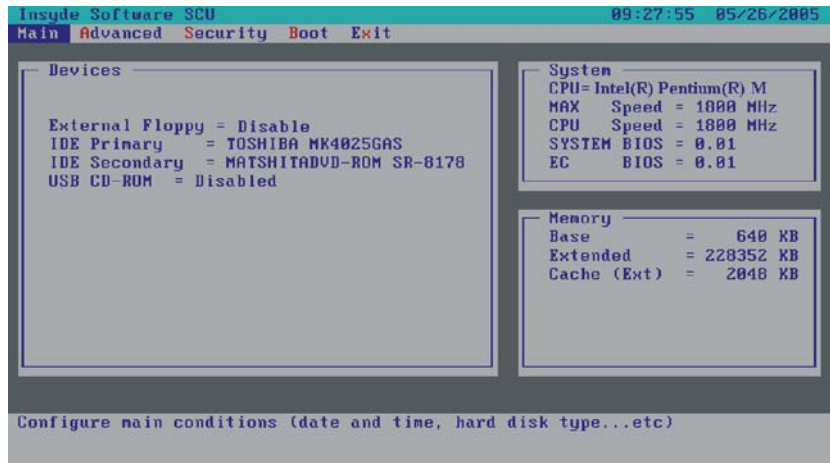 Insyde Software SCU 09:27:55 05/26/2005
Main Advanced Security Boot Exit
Devices
External Floppy = Disable
IDE Primary = TOSHIBA MK4025GAS
IDE Secondary = MATSHITADVD-ROM SR-8178
USB CD-ROM = Disabled
System
CPU= Intel(R) Pentium(R) M
MAX Speed = 1800 MHz
CPU Speed = 1800 MHz
SYSTEM BIOS = 0.01
EC BIOS = 0.01
Memory
Base = 640 KB
Extended = 228352 KB
Cache (Ext) = 2048 KB
Configure main conditions (date and time, hard disk type...etc)